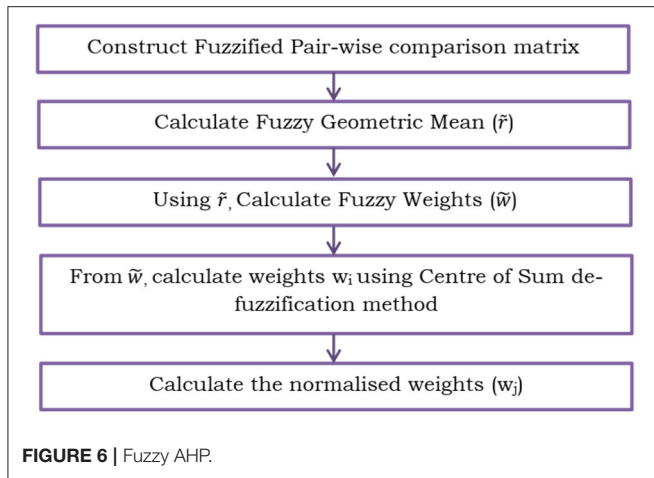 Construct Fuzzified Pair-wise comparison matrix
Calculate Fuzzy Geometric Mean (r̃)
Using r̃, Calculate Fuzzy Weights (w̃)
From w̃, calculate weights wᵢ using Centre of Sum de-
fuzzification method
Calculate the normalised weights (wⱼ)
FIGURE 6 | Fuzzy AHP.